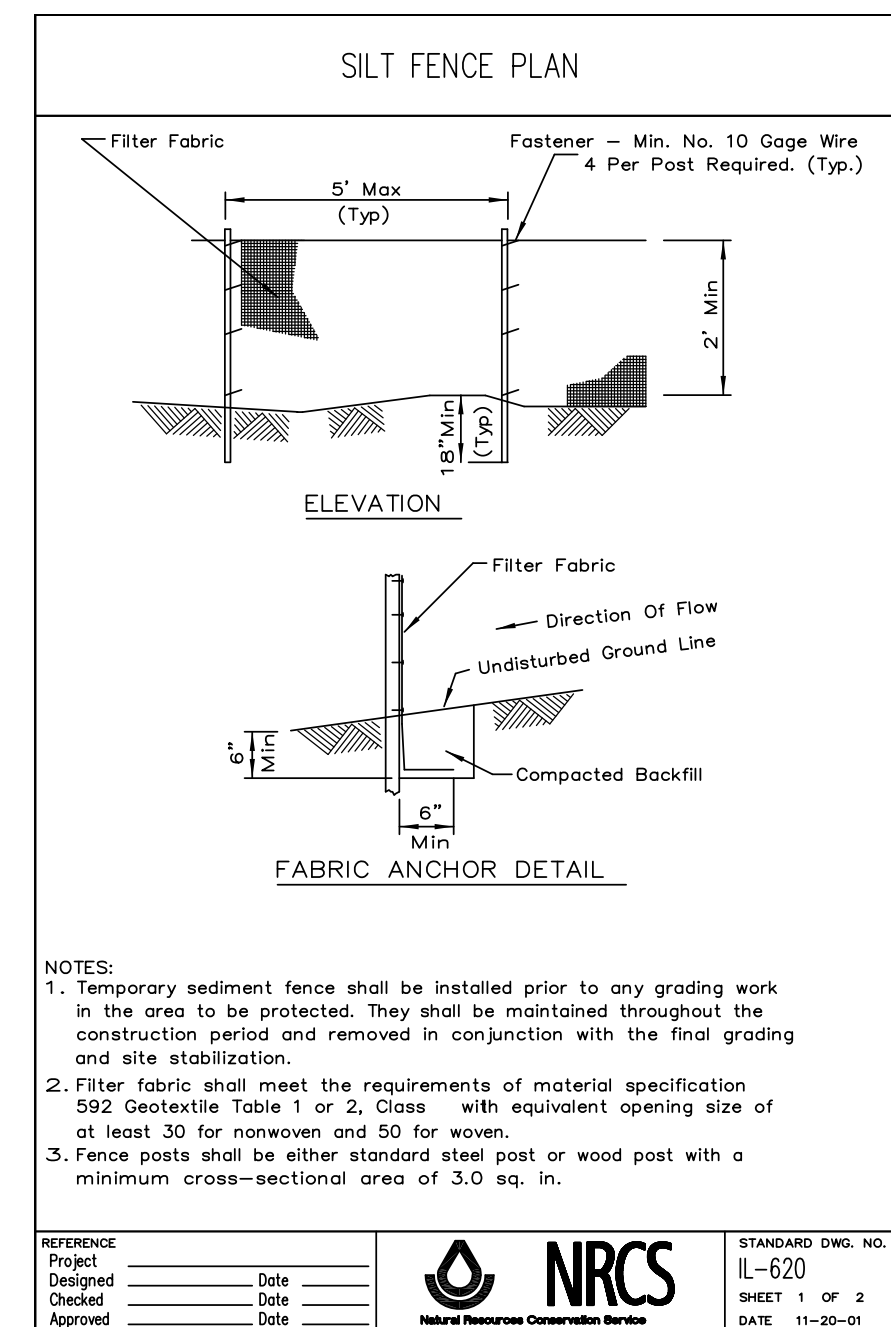 SILT FENCE PLAN
Filter Fabric
Fastener – Min. No. 10 Gage Wire
4 Per Post Required. (Typ.)
5' Max
(Typ)
2' Min
18"Min
(Typ)
ELEVATION
Filter Fabric
Direction Of Flow
Undisturbed Ground Line
6"
Min
Compacted Backfill
6"
Min
FABRIC ANCHOR DETAIL
NOTES:
1. Temporary sediment fence shall be installed prior to any grading work
in the area to be protected. They shall be maintained throughout the
construction period and removed in conjunction with the final grading
and site stabilization.
2. Filter fabric shall meet the requirements of material specification
592 Geotextile Table 1 or 2, Class with equivalent opening size of
at least 30 for nonwoven and 50 for woven.
3. Fence posts shall be either standard steel post or wood post with a
minimum cross-sectional area of 3.0 sq. in.
REFERENCE
Project
Designed Date
Checked Date
Approved Date
NRCS
Natural Resources Conservation Service
STANDARD DWG. NO.
IL-620
SHEET 1 OF 2
DATE 11-20-01